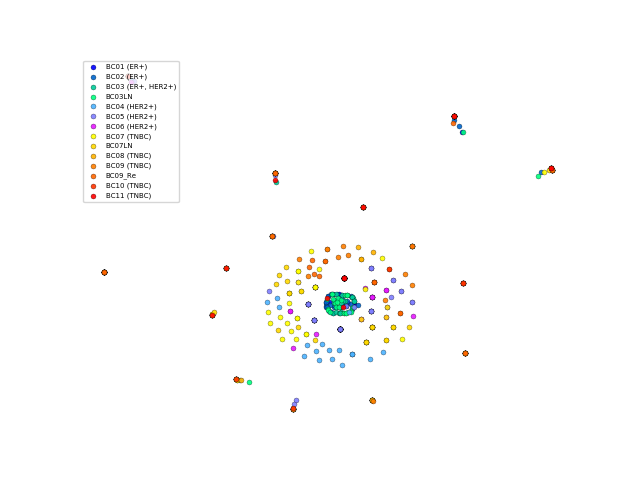 BC01 (ER+)
BC02 (ER+)
BC03 (ER+, HER2+)
BC03LN
BC04 (HER2+)
BC05 (HER2+)
BC06 (HER2+)
BC07 (TNBC)
BC07LN
BC08 (TNBC)
BC09 (TNBC)
BC09_Re
BC10 (TNBC)
BC11 (TNBC)